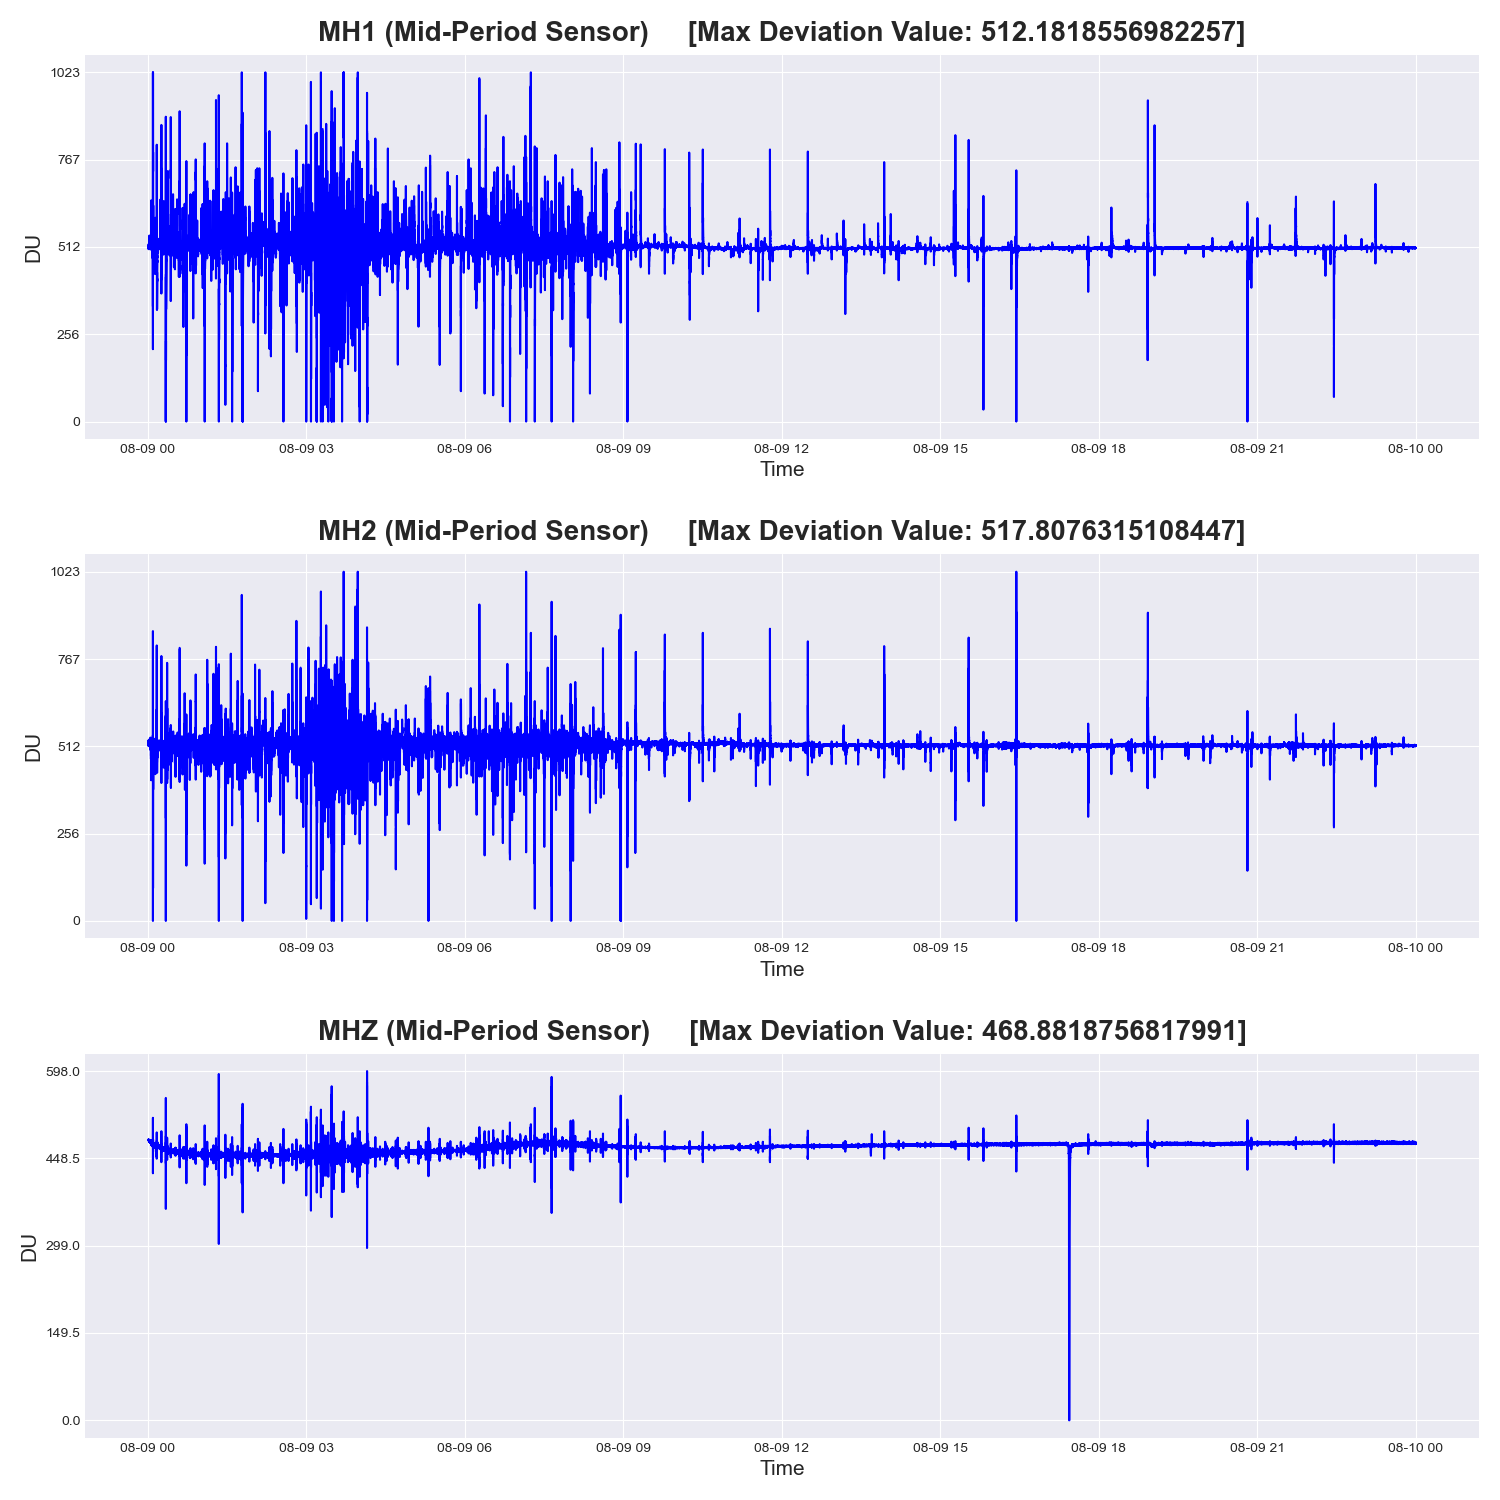 MH1 (Mid-Period Sensor) [Max Deviation Value: 512.1818556982257]
1023
767
512
256
0
DU
08-09 00 08-09 03 08-09 06 08-09 09 08-09 12 08-09 15 08-09 18 08-09 21 08-10 00
Time
MH2 (Mid-Period Sensor) [Max Deviation Value: 517.8076315108447]
1023
767
512
256
0
DU
08-09 00 08-09 03 08-09 06 08-09 09 08-09 12 08-09 15 08-09 18 08-09 21 08-10 00
Time
MHZ (Mid-Period Sensor) [Max Deviation Value: 468.8818756817991]
598.0
448.5
299.0
149.5
0.0
DU
08-09 00 08-09 03 08-09 06 08-09 09 08-09 12 08-09 15 08-09 18 08-09 21 08-10 00
Time